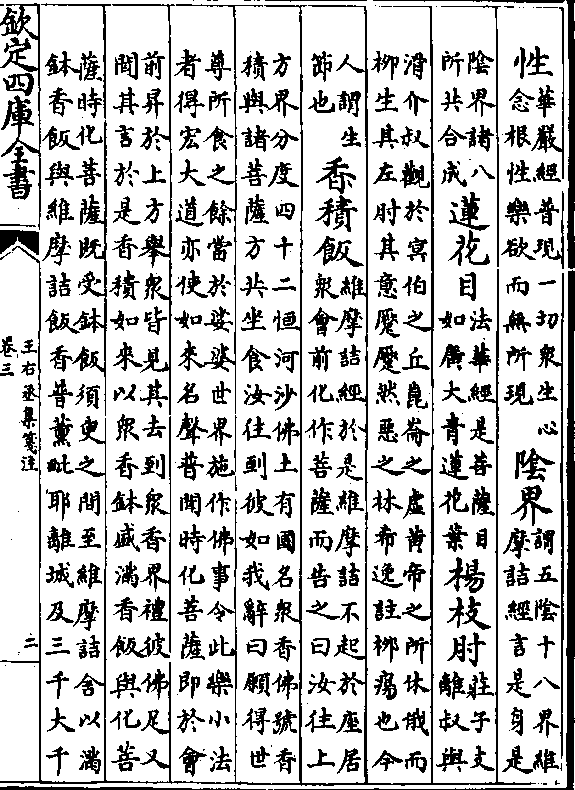 性華嚴經普現一切衆生心念根性樂欲而無所現 陰界謂五陰十八界維摩詰經言是身是
陰界諸八所共合成 蓮花目法華經是菩薩目如廣大青蓮花葉 楊枝肘莊子支離叔與
滑介叔觀於冥伯之丘崑崙之虛黃帝之所休俄而
柳生其左肘其意蹷蹷然惡之林希逸註柳瘍也今
人謂生節也 香積飯維摩詰經於是維摩詰不起於座居衆會前化作菩薩而告之曰汝往上
方界分度四十二恒河沙佛土有國名衆香佛號香
積與諸菩薩方共坐食汝往到彼如我辭曰願得世
尊所食之餘當於娑婆世界施作佛事令此樂小法
者得宏大道亦使如來名聲普聞時化菩薩即於會
前昇於上方舉衆皆見其去到衆香界禮彼佛足又
聞其言於是香積如來以衆香鉢盛滿香飯與化菩
薩時化菩薩既受鉢飯須臾之間至維摩詰舍以滿
鉢香飯與維摩詰飯香普薰毗耶離城及三千大千
欽定四庫全書
王右丞集箋注
卷三
二